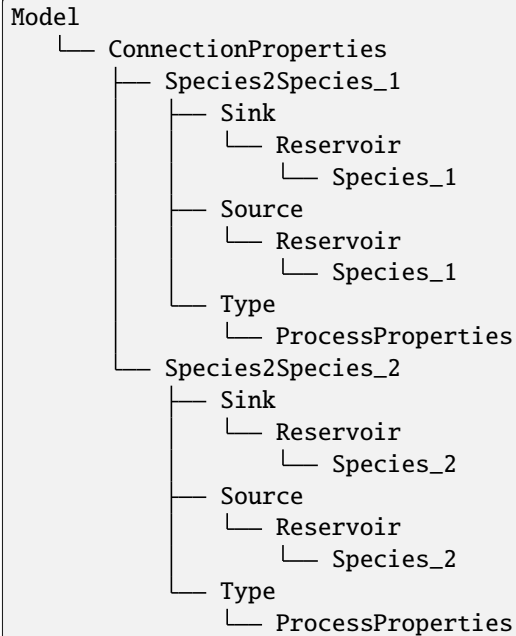 Model
ConnectionProperties
Species2Species_1
Sink
Reservoir
Species_1
Source
Reservoir
Species_1
Type
ProcessProperties
Species2Species_2
Sink
Reservoir
Species_2
Source
Reservoir
Species_2
Type
ProcessProperties